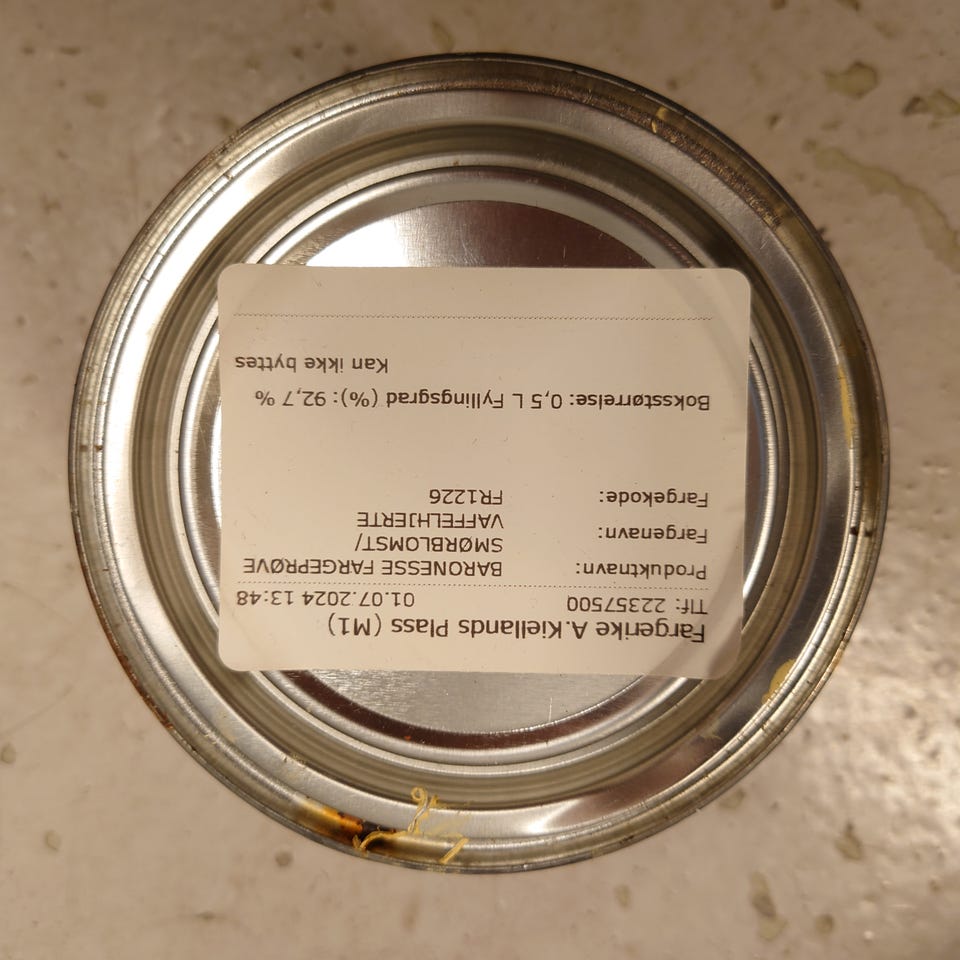 Fargerike A.Kiellands Plass (M1)
Tlf: 22357500 01.07.2024 13:48
Produktnavn: BARONESSE FARGEPRØVE
Fargenavn: SMØRBLOMST/
VAFFELHJERTE
Fargekode: FR1226
Boksstørrelse: 0,5 L Fyllingsgrad (%): 92,7 %
Kan ikke byttes